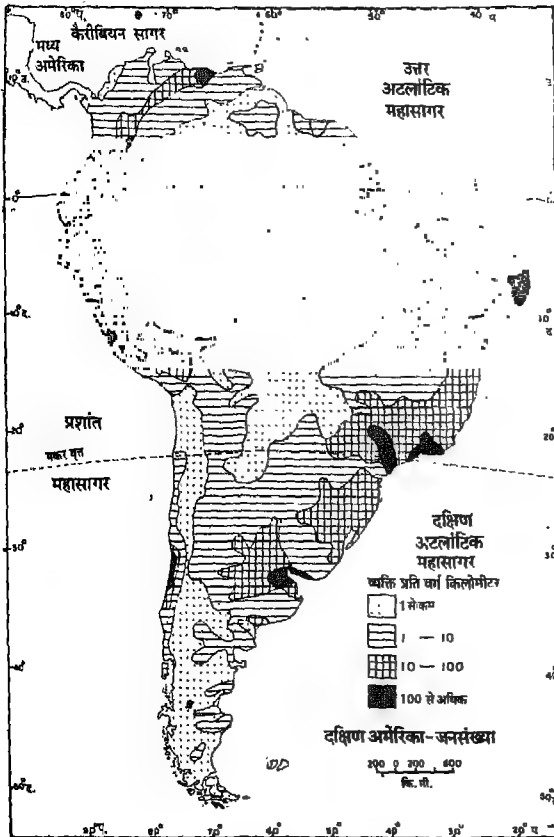 कैरीबियन सागर
मध्य
अमेरिका
उत्तर
अटलांटिक
महासागर
प्रशांत
मकर वृत्त
महासागर
दक्षिण
अटलांटिक
महासागर
व्यक्ति प्रति वर्ग किलोमीटर
1 से कम
1 — 10
10 — 100
100 से अधिक
दक्षिण अमेरिका-जनसंख्या
200 0 200 600
कि. मी.